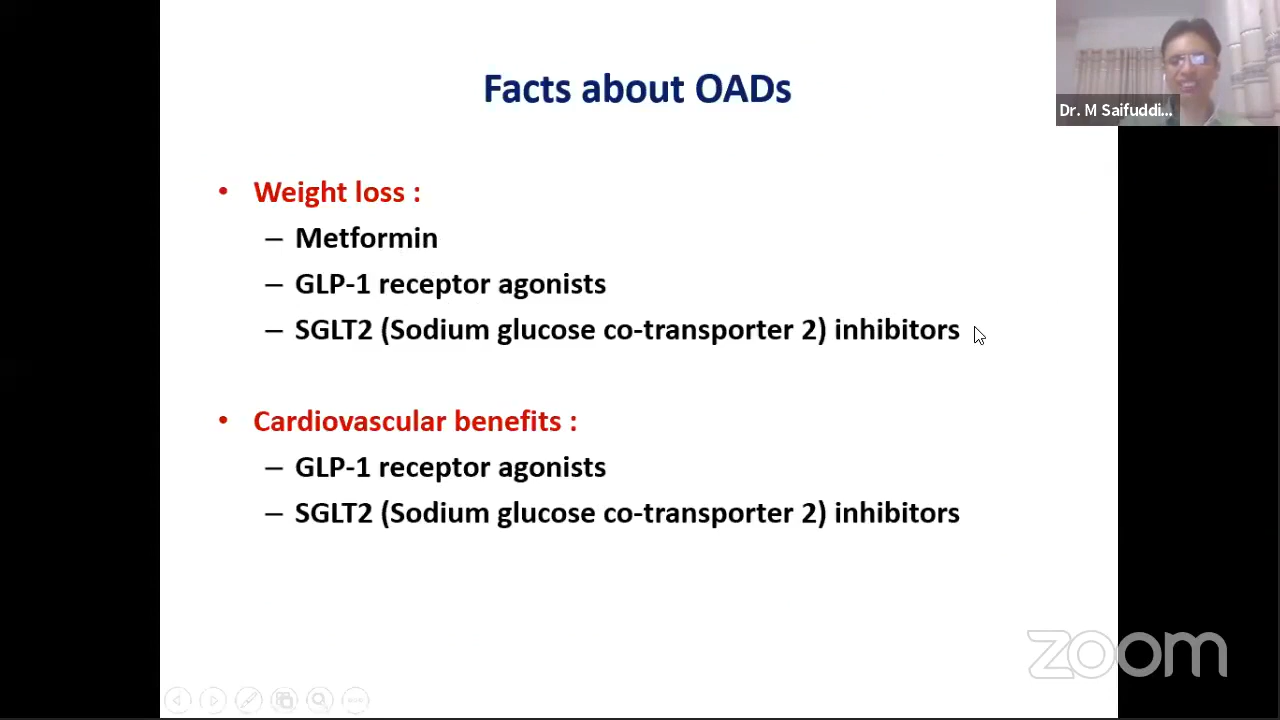 Facts about OADs
Dr. M Saifuddi...
• Weight loss :
– Metformin
– GLP-1 receptor agonists
– SGLT2 (Sodium glucose co-transporter 2) inhibitors
• Cardiovascular benefits :
– GLP-1 receptor agonists
– SGLT2 (Sodium glucose co-transporter 2) inhibitors
zoom